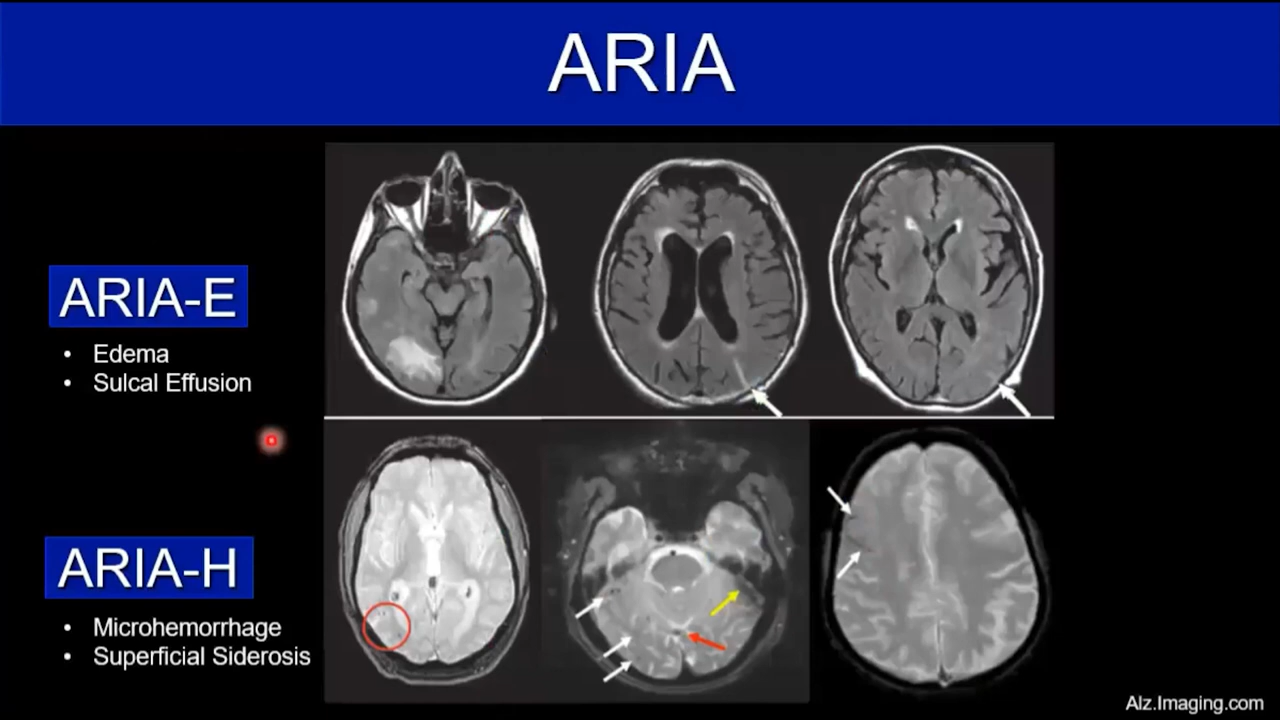 ARIA
ARIA-E
• Edema
• Sulcal Effusion
ARIA-H
• Microhemorrhage
• Superficial Siderosis
Alz.Imaging.com